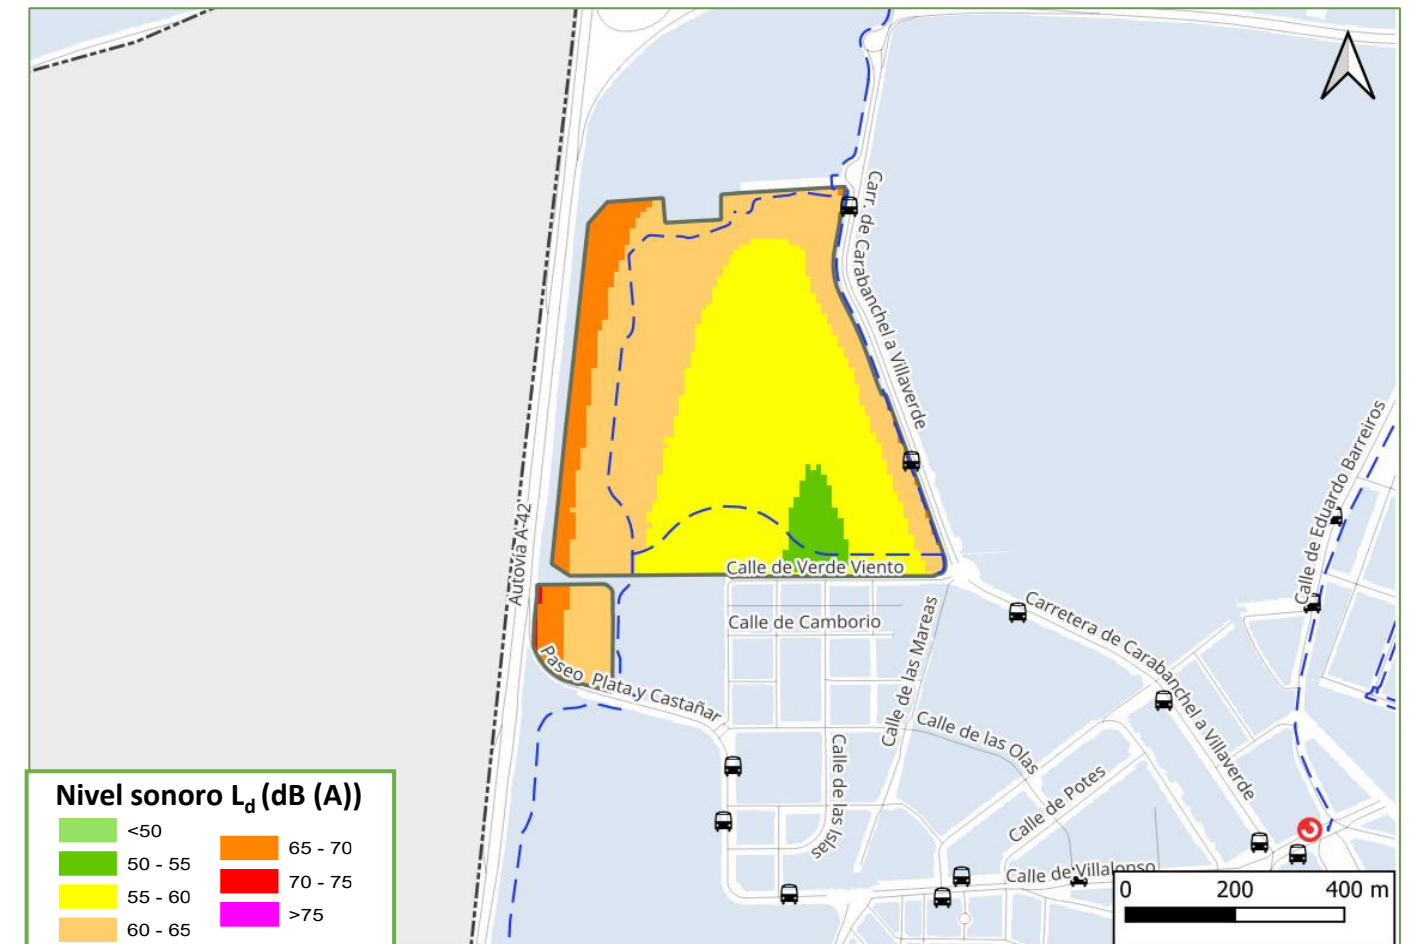 Carr. de Carabanchel a Villaverde
Calle de Eduardo Barreiros
Autovía A-42
Calle de Verde Viento
Calle de Camborio
Calle de las Mareas
Carretera de Carabanchel a Villaverde
Paseo Plata y Castañar
Calle de las Olas
Calle de las Islas
Calle de Potes
Calle de Villalonso
Nivel sonoro Ld (dB (A))
<50
50 - 55
55 - 60
60 - 65
65 - 70
70 - 75
>75
0 200 400 m